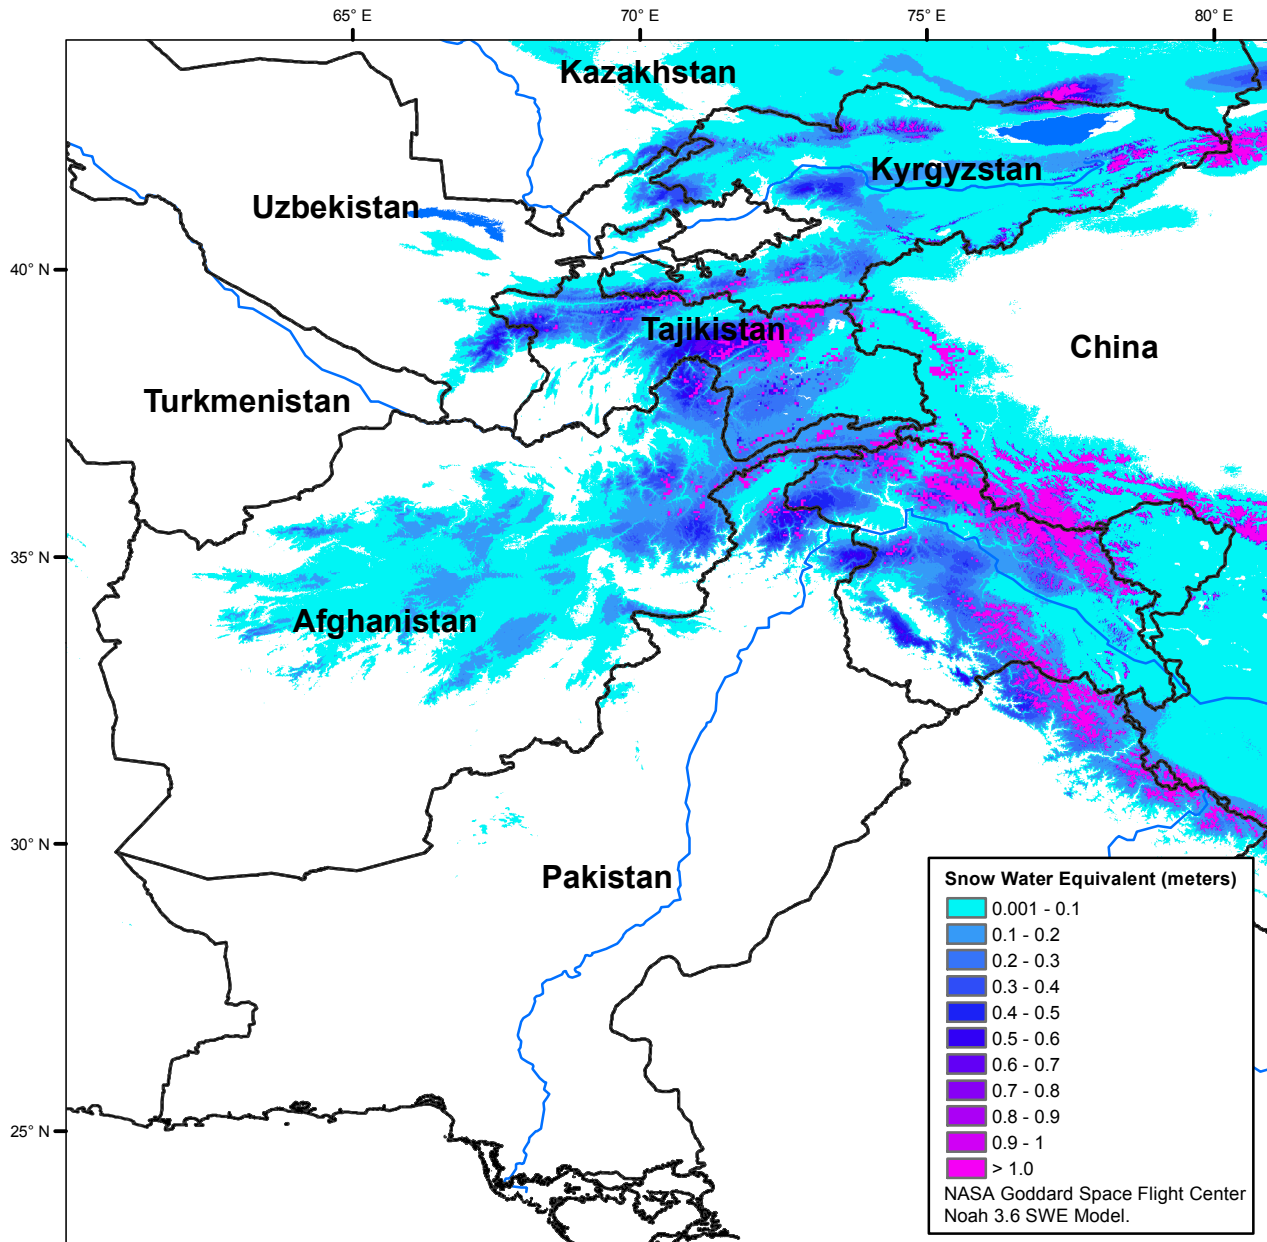 65° E
70° E
75° E
80° E
Kazakhstan
Kyrgyzstan
Uzbekistan
40° N
Tajikistan
China
Turkmenistan
35° N
Afghanistan
30° N
Pakistan
25° N
Snow Water Equivalent (meters)
0.001 - 0.1
0.1 - 0.2
0.2 - 0.3
0.3 - 0.4
0.4 - 0.5
0.5 - 0.6
0.6 - 0.7
0.7 - 0.8
0.8 - 0.9
0.9 - 1
> 1.0
NASA Goddard Space Flight Center
Noah 3.6 SWE Model.